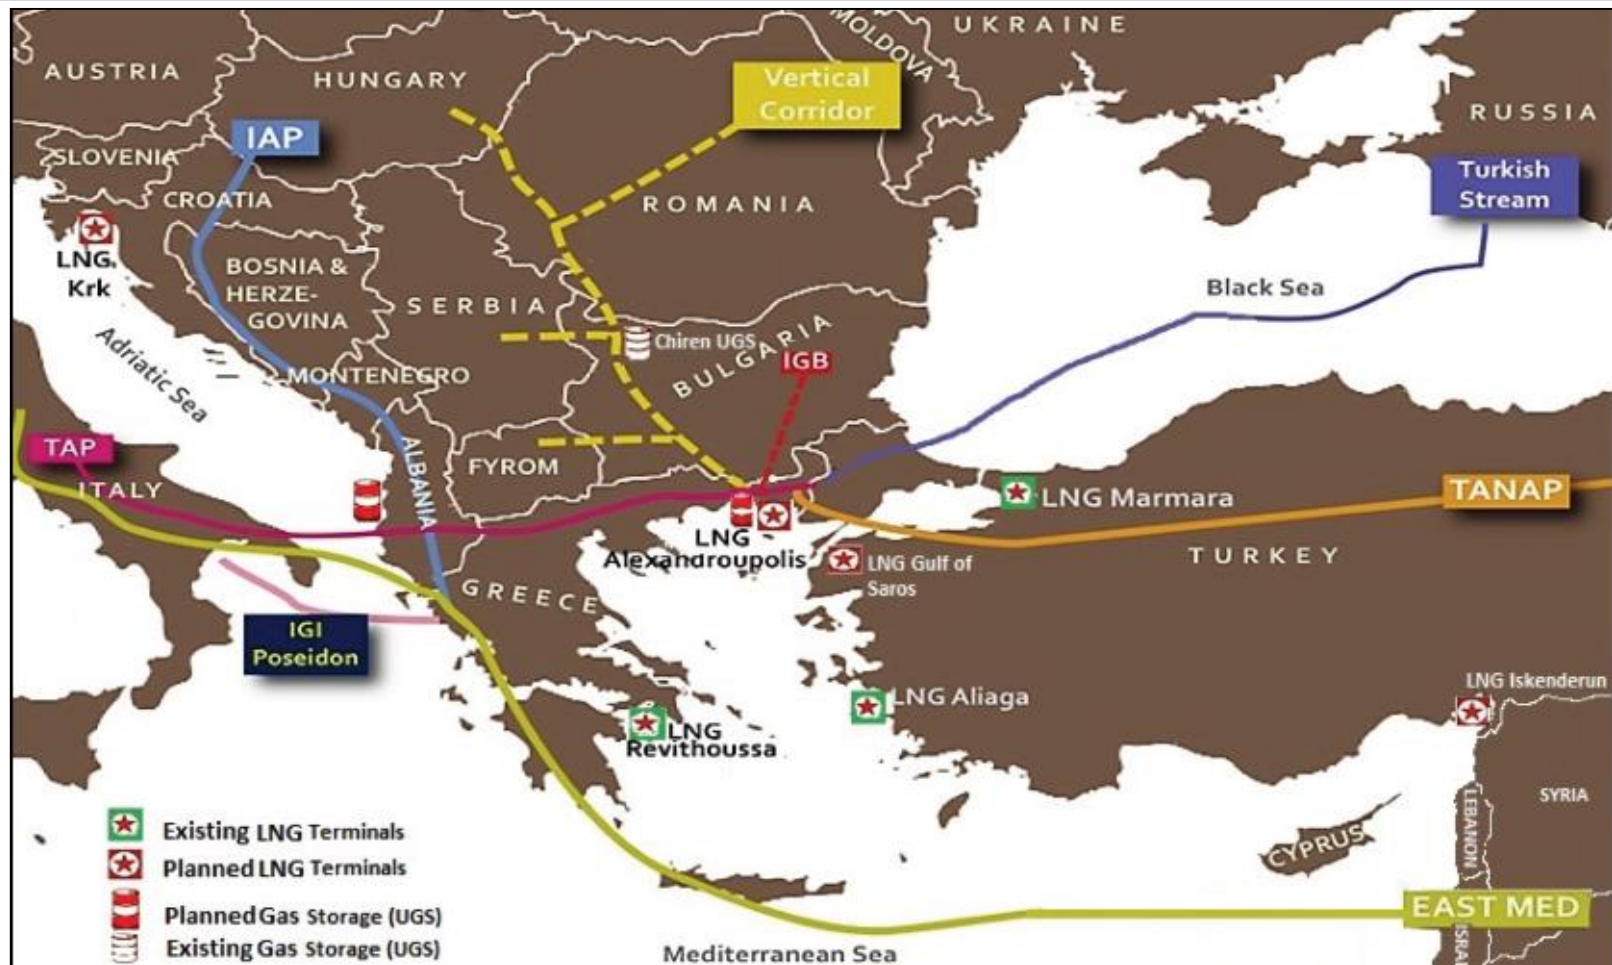 UKRAINE
MOLDOVA
AUSTRIA
HUNGARY
Vertical
Corridor
RUSSIA
IAP
SLOVENIA
Turkish
Stream
CROATIA
ROMANIA
LNG
Krk
BOSNIA &
HERZE-
GOVINA
SERBIA
Black Sea
Adriatic Sea
Chiren UGS
BULGARIA
IGB
MONTENEGRO
TAP
ITALY
ALBANIA
FYROM
LNG Marmara
TANAP
LNG
Alexandroupolis
LNG Gulf of
Saros
TURKEY
GREECE
IGI
Poseidon
LNG Iskenderun
LNG Aliaga
LNG
Revithoussa
SYRIA
LEBANION
CYPRUS
EAST MED
ISRA
Existing LNG Terminals
Planned LNG Terminals
Planned Gas Storage (UGS)
Existing Gas Storage (UGS)
Mediterranean Sea